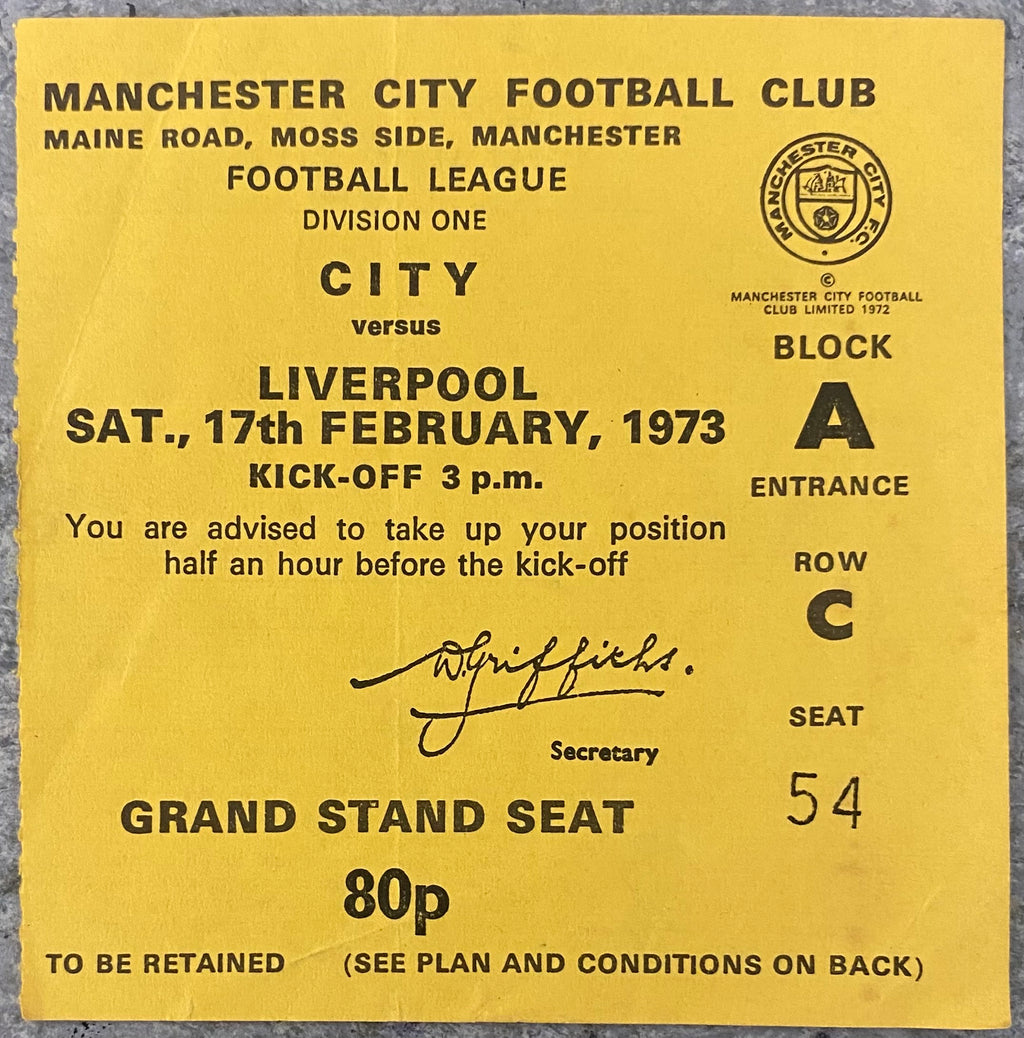 MANCHESTER CITY FOOTBALL CLUB
MAINE ROAD, MOSS SIDE, MANCHESTER
FOOTBALL LEAGUE
DIVISION ONE
CITY
versus
LIVERPOOL
SAT., 17th FEBRUARY, 1973
KICK-OFF 3 p.m.
You are advised to take up your position
half an hour before the kick-off
W. Griffiths.
Secretary
GRAND STAND SEAT
80p
TO BE RETAINED (SEE PLAN AND CONDITIONS ON BACK)
MANCHESTER CITY F.C.
©
MANCHESTER CITY FOOTBALL
CLUB LIMITED 1972
BLOCK
A
ENTRANCE
ROW
C
SEAT
54